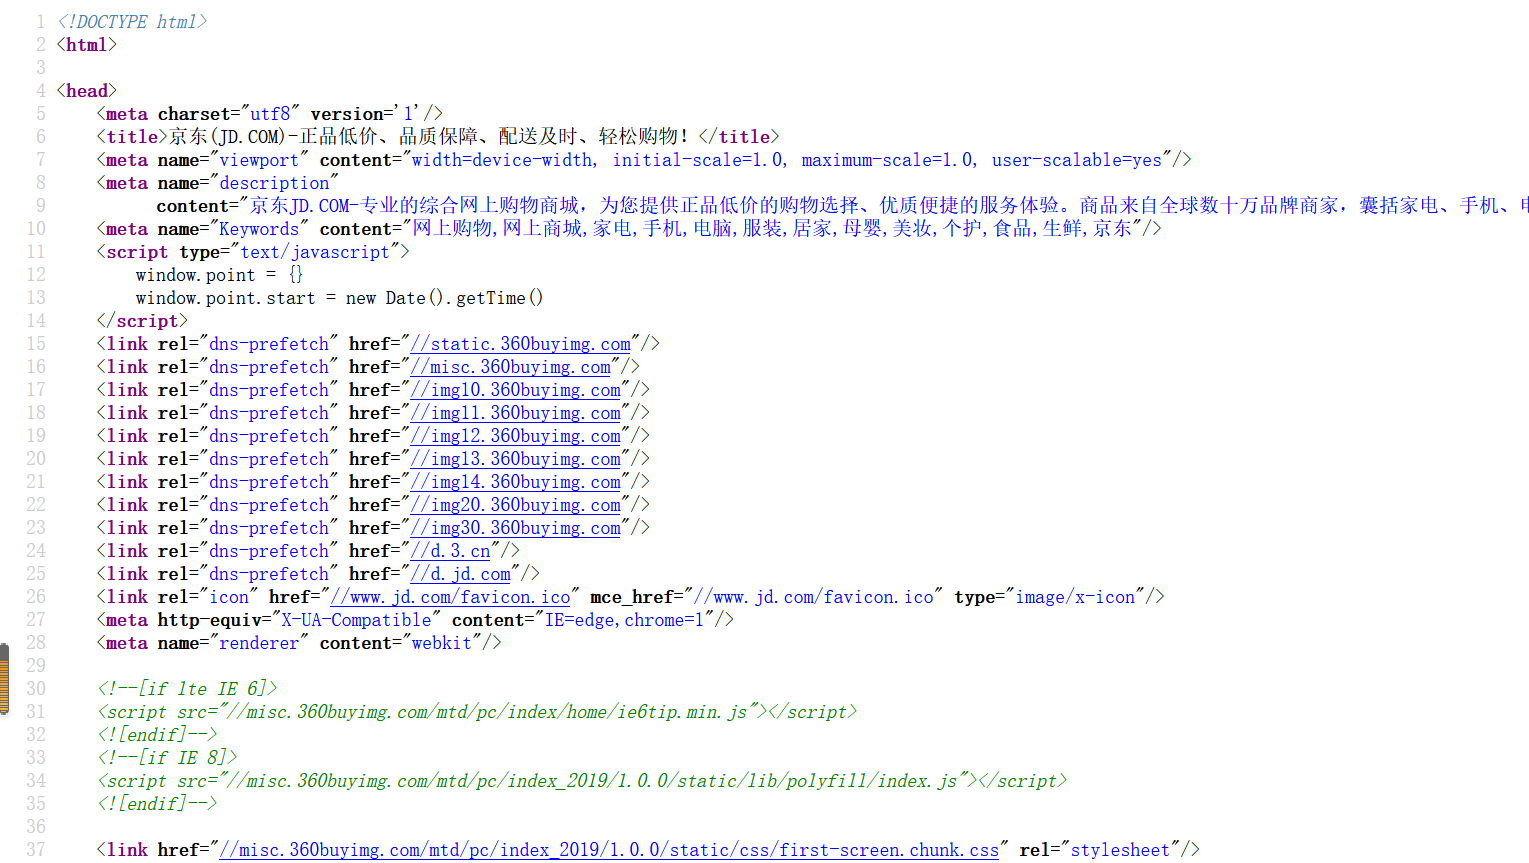 1 <!DOCTYPE html>
2 <html>
3
4 <head>
5 <meta charset="utf8" version='1'/>
6 <title>京东(JD.COM)-正品低价、品质保障、配送及时、轻松购物！</title>
7 <meta name="viewport" content="width=device-width, initial-scale=1.0, maximum-scale=1.0, user-scalable=yes"/>
8 <meta name="description"
9 content="京东JD.COM-专业的综合网上购物商城，为您提供正品低价的购物选择、优质便捷的服务体验。商品来自全球数十万品牌商家，囊括家电、手机、
10 <meta name="Keywords" content="网上购物,网上商城,家电,手机,电脑,服装,居家,母婴,美妆,个护,食品,生鲜,京东"/>
11 <script type="text/javascript">
12 window.point = {}
13 window.point.start = new Date().getTime()
14 </script>
15 <link rel="dns-prefetch" href="//static.360buyimg.com"/>
16 <link rel="dns-prefetch" href="//misc.360buyimg.com"/>
17 <link rel="dns-prefetch" href="//img10.360buyimg.com"/>
18 <link rel="dns-prefetch" href="//img11.360buyimg.com"/>
19 <link rel="dns-prefetch" href="//img12.360buyimg.com"/>
20 <link rel="dns-prefetch" href="//img13.360buyimg.com"/>
21 <link rel="dns-prefetch" href="//img14.360buyimg.com"/>
22 <link rel="dns-prefetch" href="//img20.360buyimg.com"/>
23 <link rel="dns-prefetch" href="//img30.360buyimg.com"/>
24 <link rel="dns-prefetch" href="//d.3.cn"/>
25 <link rel="dns-prefetch" href="//d.jd.com"/>
26 <link rel="icon" href="//www.jd.com/favicon.ico" mce_href="//www.jd.com/favicon.ico" type="image/x-icon"/>
27 <meta http-equiv="X-UA-Compatible" content="IE=edge,chrome=1"/>
28 <meta name="renderer" content="webkit"/>
29
30 <!--[if lte IE 6]>
31 <script src="//misc.360buyimg.com/mtd/pc/index/home/ie6tip.min.js"></script>
32 <![endif]-->
33 <!--[if IE 8]>
34 <script src="//misc.360buyimg.com/mtd/pc/index_2019/1.0.0/static/lib/polyfill/index.js"></script>
35 <![endif]-->
36
37 <link href="//misc.360buyimg.com/mtd/pc/index_2019/1.0.0/static/css/first-screen.chunk.css" rel="stylesheet"/>